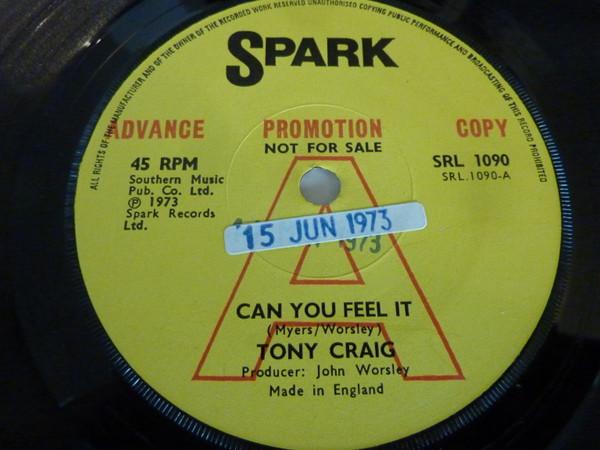 ALL RIGHTS OF THE MANUFACTURER AND OF THE OWNER OF THE RECORDED WORK RESERVED UNAUTHORISED COPYING PUBLIC PERFORMANCE AND BROADCASTING OF THIS RECORD PROHIBITED
SPARK
ADVANCE PROMOTION COPY
NOT FOR SALE
45 RPM
Southern Music
Pub. Co. Ltd.
℗ 1973
Spark Records
Ltd.
SRL 1090
SRL.1090-A
15 JUN 1973
1973
A
CAN YOU FEEL IT
(Myers/Worsley)
TONY CRAIG
Producer: John Worsley
Made in England